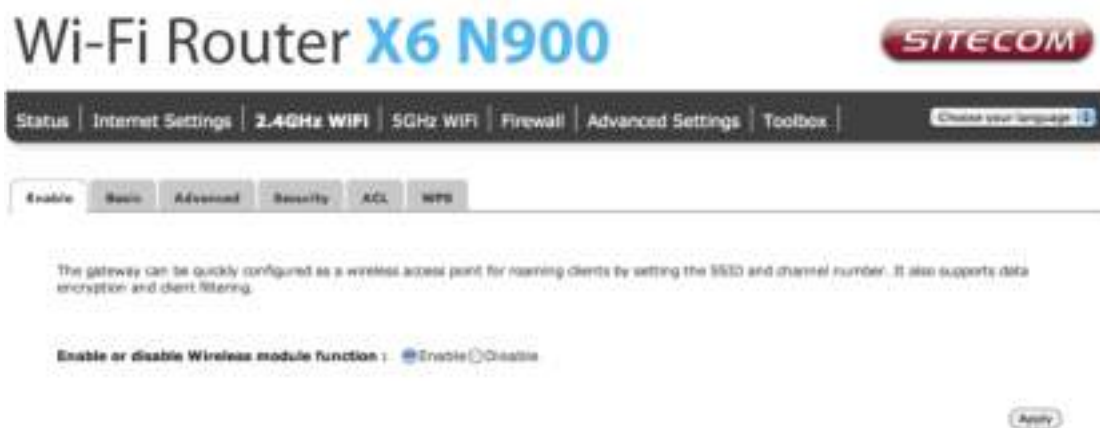 Wi-Fi Router X6 N900
SITECOM
Status | Internet Settings | 2.4GHz WIFI | 5GHz WIFI | Firewall | Advanced Settings | Toolbox |
Choose your language
Enable Basic Advanced Security ACL WPS
The gateway can be quickly configured as a wireless access point for roaming clients by setting the SSID and channel number. It also supports data
encryption and client filtering.
Enable or disable Wireless module function : Enable Disable
Apply